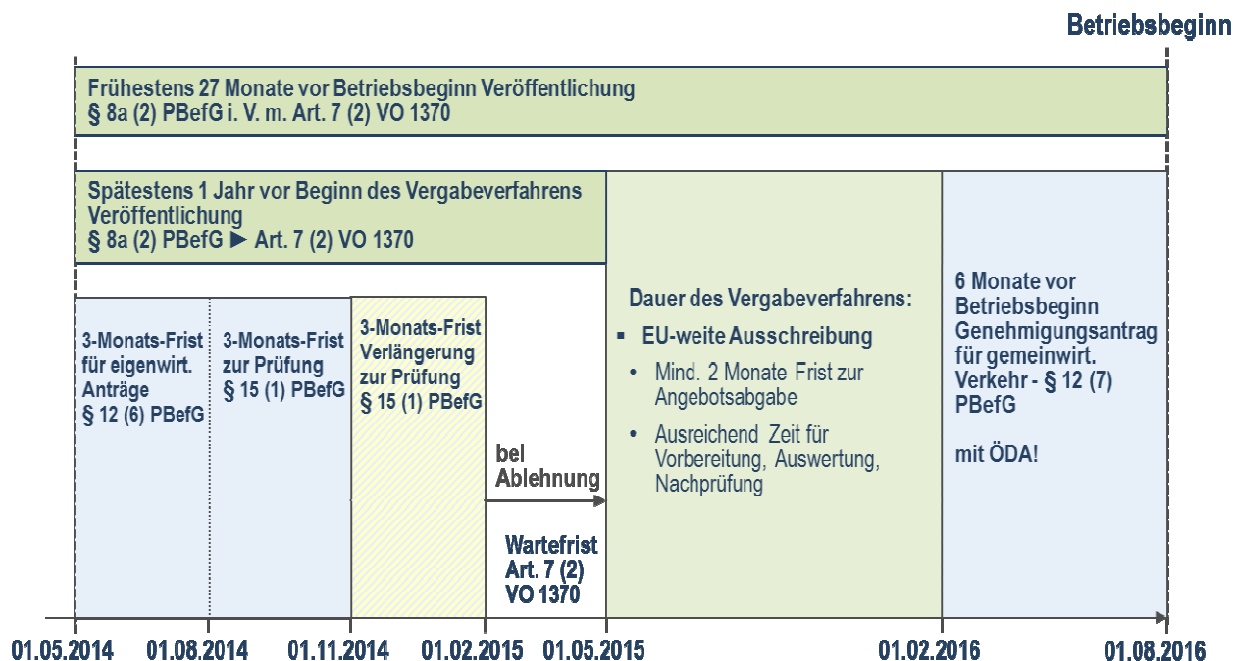 Betriebsbeginn
Frühestens 27 Monate vor Betriebsbeginn Veröffentlichung
§ 8a (2) PBefG i. V. m. Art. 7 (2) VO 1370
Spätestens 1 Jahr vor Beginn des Vergabeverfahrens
Veröffentlichung
§ 8a (2) PBefG ► Art. 7 (2) VO 1370
3-Monats-Frist
für eigenwirt.
Anträge
§ 12 (6) PBefG
3-Monats-Frist
zur Prüfung
§ 15 (1) PBefG
3-Monats-Frist
Verlängerung
zur Prüfung
§ 15 (1) PBefG
bei
Ablehnung
Wartefrist
Art. 7 (2)
VO 1370
Dauer des Vergabeverfahrens:
▪ EU-weite Ausschreibung
• Mind. 2 Monate Frist zur
Angebotsabgabe
• Ausreichend Zeit für
Vorbereitung, Auswertung,
Nachprüfung
6 Monate vor
Betriebsbeginn
Genehmigungsantrag
für gemeinwirt.
Verkehr - § 12 (7)
PBefG
mit ÖDA!
01.05.2014 01.08.2014 01.11.2014 01.02.2015 01.05.2015 01.02.2016 01.08.2016